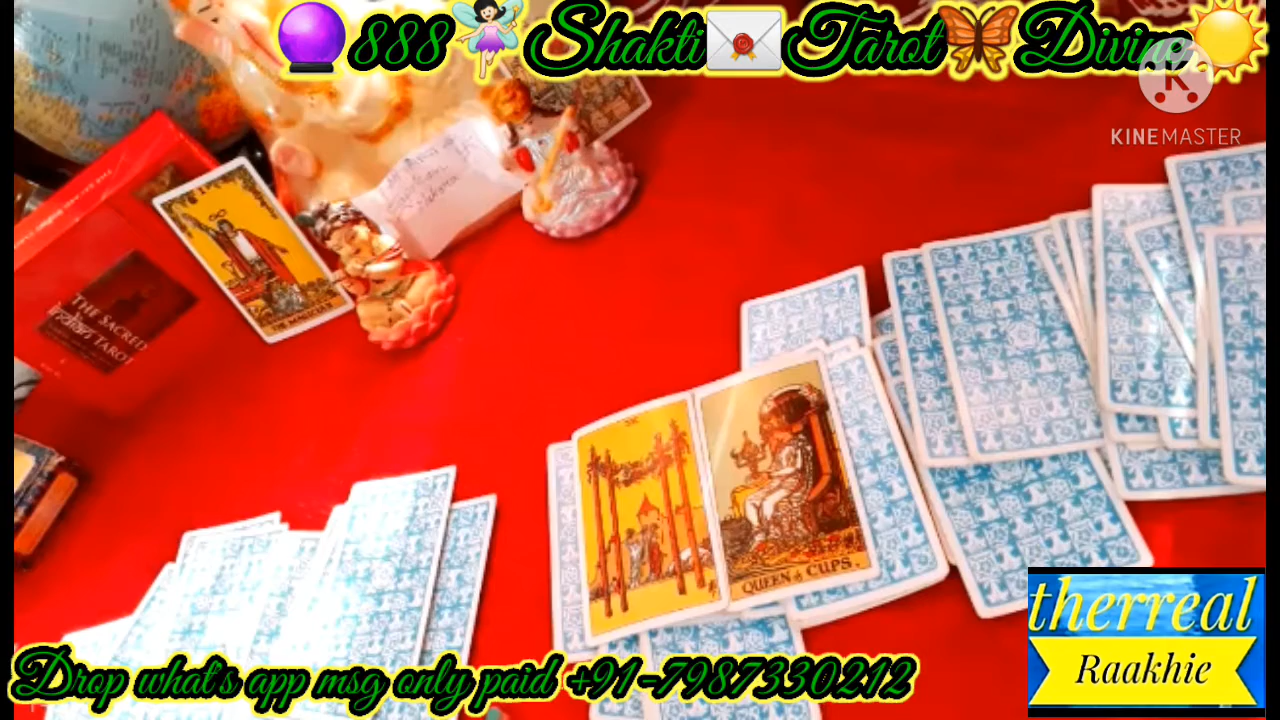 888 Shakti Tarot Divine
KINEMASTER
THE MAGICIAN
THE SACRED
INDIAN TAROT
QUEEN of CUPS.
therreal
Raakhie
Drop what's app msg only paid +91-7987330212